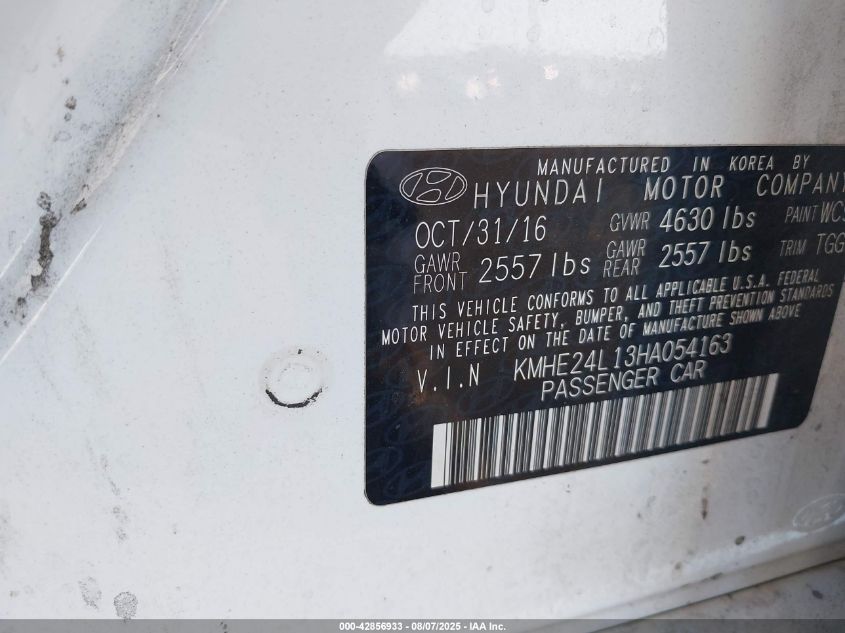 MANUFACTURED IN KOREA BY
HYUNDAI MOTOR COMPANY
OCT/31/16 GVWR 4630 lbs PAINT WC9
GAWR FRONT 2557 lbs GAWR REAR 2557 lbs TRIM TGG
THIS VEHICLE CONFORMS TO ALL APPLICABLE U.S.A. FEDERAL
MOTOR VEHICLE SAFETY, BUMPER, AND THEFT PREVENTION STANDARDS
IN EFFECT ON THE DATE OF MANUFACTURE SHOWN ABOVE
V.I.N KMHE24L13HA054163
PASSENGER CAR
000-42856933 - 08/07/2025 - IAA Inc.